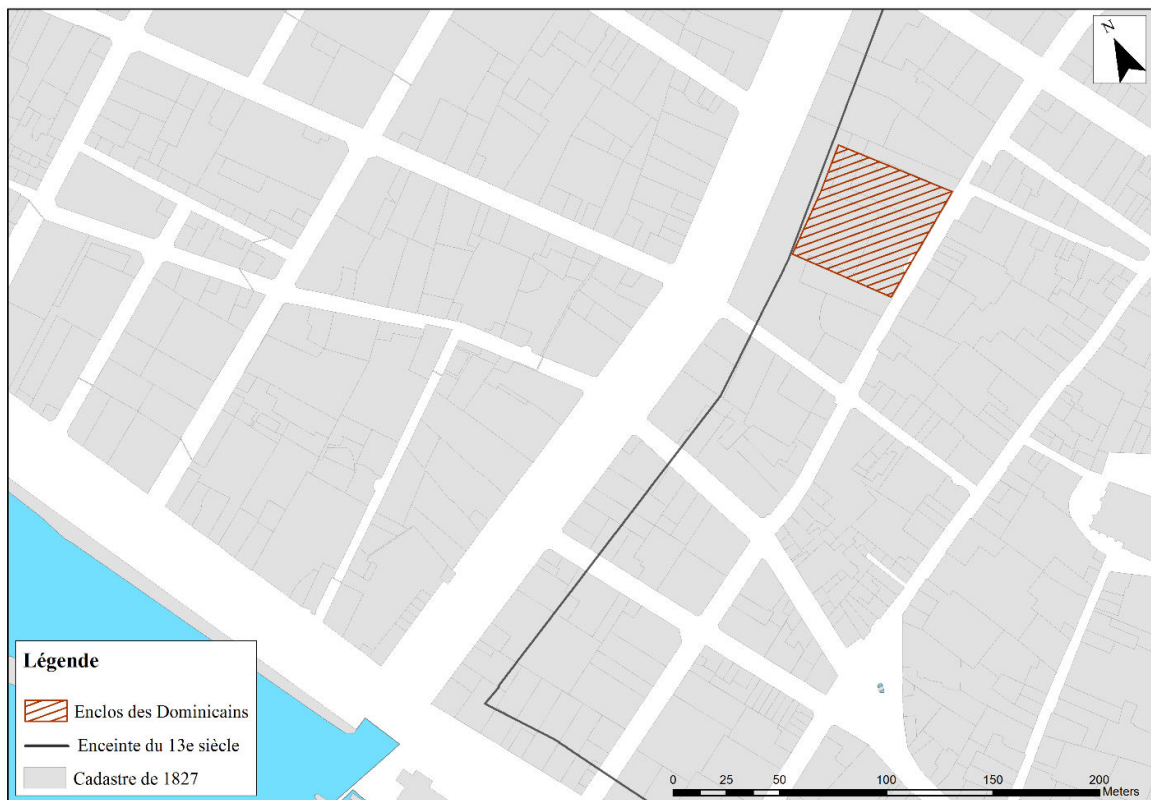 N
Légende
Enclos des Dominicains
Enceinte du 13e siècle
Cadastre de 1827
0 25 50 100 150 200
Meters